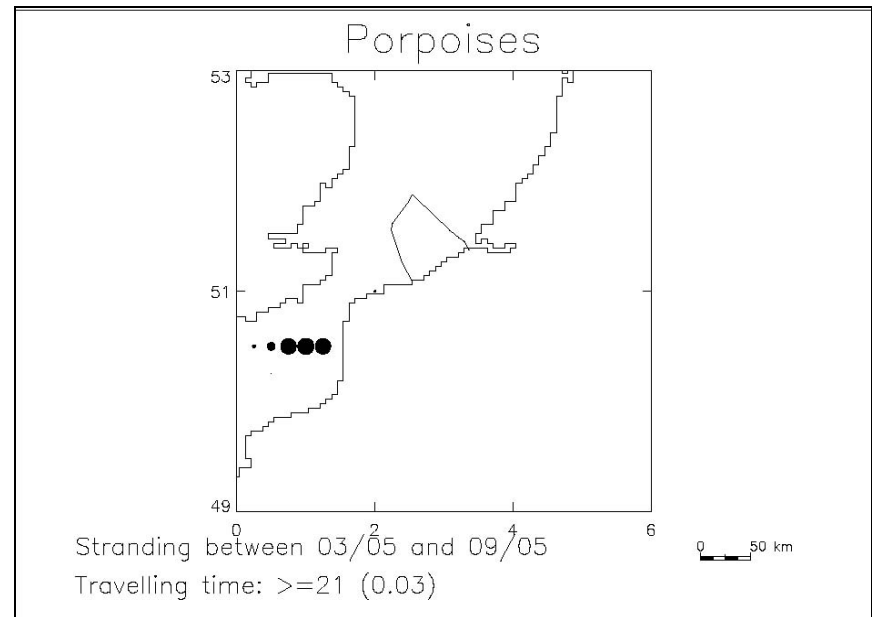 Porpoises
53
51
49
0 2 4 6
Stranding between 03/05 and 09/05
0 50 km
Travelling time: >=21 (0.03)